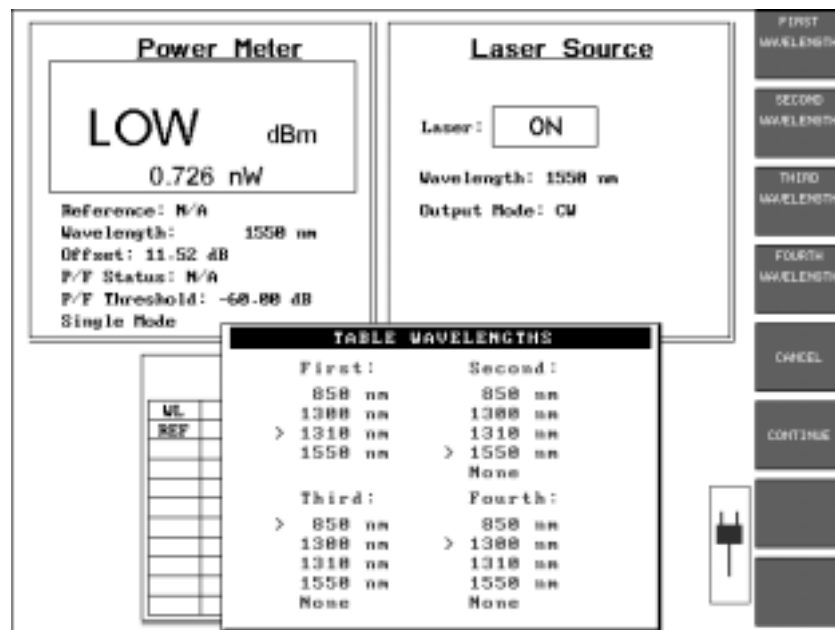 Power Meter
LOW dBm
0.726 nW
Reference: N/A
Wavelength: 1550 nm
Offset: 11.52 dB
P/F Status: N/A
P/F Threshold: -60.00 dB
Single Mode
Laser Source
Laser: ON
Wavelength: 1550 nm
Output Mode: CW
WL
REF
TABLE WAVELENGTHS
First: Second:
850 nm 850 nm
1300 nm 1300 nm
> 1310 nm 1310 nm
1550 nm > 1550 nm
None
Third: Fourth:
> 850 nm 850 nm
1300 nm > 1300 nm
1310 nm 1310 nm
1550 nm 1550 nm
None None
FIRST
WAVELENGTH
SECOND
WAVELENGTH
THIRD
WAVELENGTH
FOURTH
WAVELENGTH
CANCEL
CONTINUE